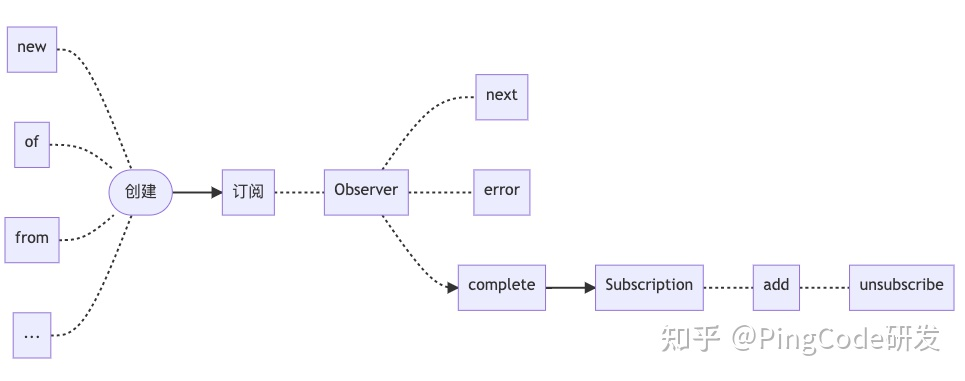 new
of
from
...
创建
订阅
Observer
next
error
complete
Subscription
add
unsubscribe
知乎 @PingCode研发